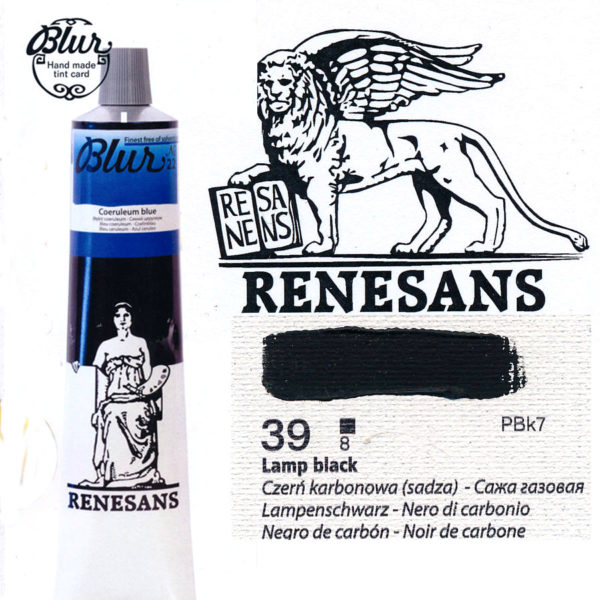 Blur
Hand made
tint card
Finest free of solvent
Blur
Coeruleum blue
RENESANS
RE SA
NE NS
RENESANS
39
8
PBk7
Lamp black
Czerń karbonowa (sadza) - Сажа газовая
Lampenschwarz - Nero di carbonio
Negro de carbón - Noir de carbone